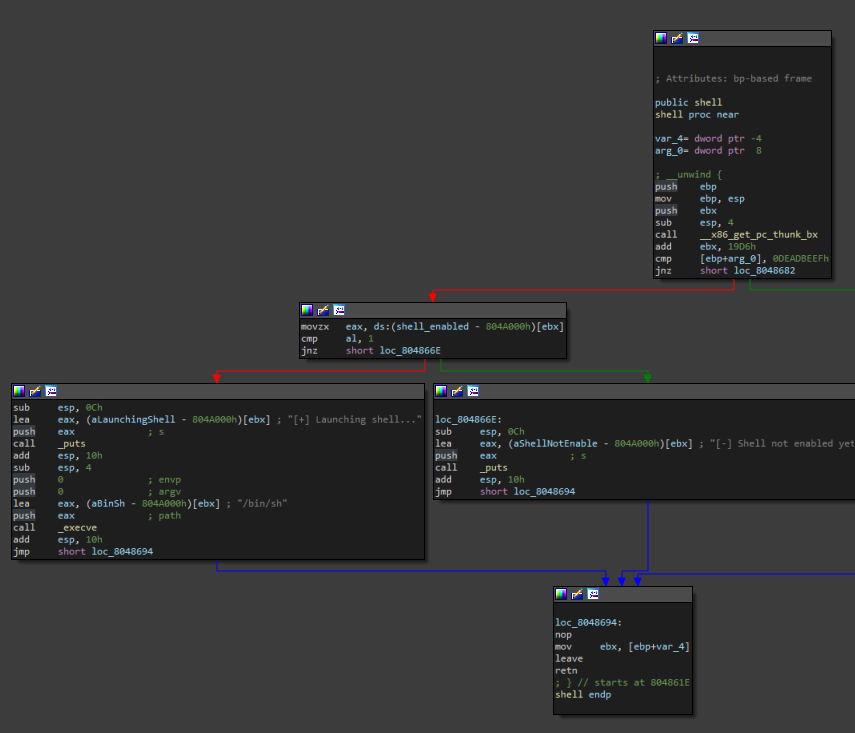 ; Attributes: bp-based frame
public shell
shell proc near
var_4= dword ptr -4
arg_0= dword ptr  8
; __unwind {
push    ebp
mov     ebp, esp
push    ebx
sub     esp, 4
call    __x86_get_pc_thunk_bx
add     ebx, 19D6h
cmp     [ebp+arg_0], 0DEADBEEFh
jnz     short loc_8048682
movzx   eax, ds:(shell_enabled - 804A000h)[ebx]
cmp     al, 1
jnz     short loc_804866E
sub     esp, 0Ch
lea     eax, (aLaunchingShell - 804A000h)[ebx] ; "[+] Launching shell..."
push    eax             ; s
call    _puts
add     esp, 10h
sub     esp, 4
push    0               ; envp
push    0               ; argv
lea     eax, (aBinSh - 804A000h)[ebx] ; "/bin/sh"
push    eax             ; path
call    _execve
add     esp, 10h
jmp     short loc_8048694
loc_804866E:
sub     esp, 0Ch
lea     eax, (aShellNotEnable - 804A000h)[ebx] ; "[-] Shell not enabled yet
push    eax             ; s
call    _puts
add     esp, 10h
jmp     short loc_8048694
loc_8048694:
nop
mov     ebx, [ebp+var_4]
leave
retn
; } // starts at 804861E
shell endp